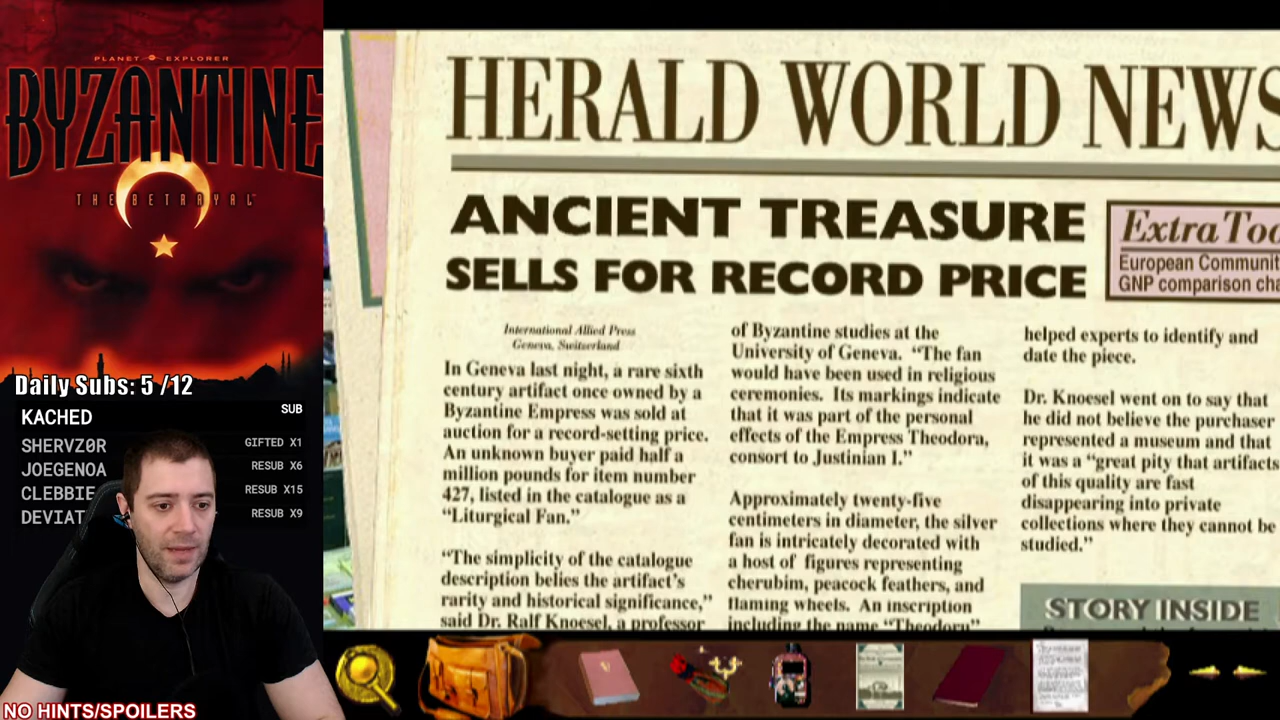 PLANET EXPLORER
BYZANTINE
THE BETRAYAL
Daily Subs: 5 /12
KACHED SUB
SHERVZ0R GIFTED X1
JOEGENOA RESUB X6
CLEBBIE RESUB X15
DEVIAT RESUB X9
NO HINTS/SPOILERS
HERALD WORLD NEWS
ANCIENT TREASURE
SELLS FOR RECORD PRICE
Extra
European Communit
GNP comparison cha
International Allied Press
Geneva, Switzerland
In Geneva last night, a rare sixth
century artifact once owned by a
Byzantine Empress was sold at
auction for a record-setting price.
An unknown buyer paid half a
million pounds for item number
427, listed in the catalogue as a
“Liturgical Fan.”
“The simplicity of the catalogue
description belies the artifact’s
rarity and historical significance,”
said Dr. Ralf Knoesel, a professor
of Byzantine studies at the
University of Geneva. “The fan
would have been used in religious
ceremonies. Its markings indicate
that it was part of the personal
effects of the Empress Theodora,
consort to Justinian I.”
Approximately twenty-five
centimeters in diameter, the silver
fan is intricately decorated with
a host of figures representing
cherubim, peacock feathers, and
flaming wheels. An inscription
including the name “Theodoru”
helped experts to identify and
date the piece.
Dr. Knoesel went on to say that
he did not believe the purchaser
represented a museum and that
it was a “great pity that artifacts
of this quality are fast
disappearing into private
collections where they cannot be
studied.”
STORY INSIDE